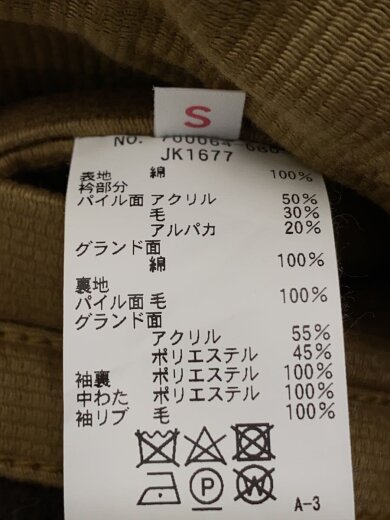 S
NO. 700064
JK1677
表地 綿 100%
衿部分
パイル面 アクリル 50%
毛 30%
アルパカ 20%
グランド面
綿 100%
裏地
パイル面 毛 100%
グランド面
アクリル 55%
ポリエステル 45%
袖裏 ポリエステル 100%
中わた ポリエステル 100%
袖リブ 毛 100%
P W
A-3